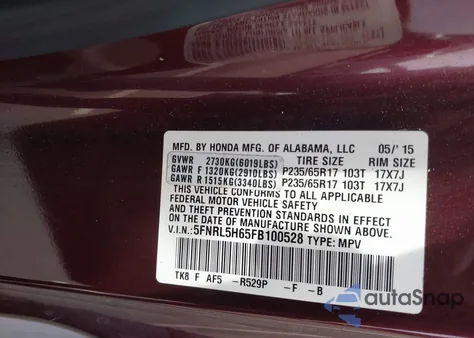 MFD. BY HONDA MFG. OF ALABAMA, LLC 05/'15
GVWR 2730KG(6019LBS) TIRE SIZE RIM SIZE
GAWR F 1320KG(2910LBS) P235/65R17 103T 17X7J
GAWR R 1515KG(3340LBS) P235/65R17 103T 17X7J
THIS VEHICLE CONFORMS TO ALL APPLICABLE
FEDERAL MOTOR VEHICLE SAFETY, BUMPER,
AND THEFT PREVENTION STANDARDS IN EFFECT
ON THE DATE OF MANUFACTURE SHOWN ABOVE.
V.I.N: 5FNRL5H65FB100528 TYPE: MPV
TK8 F AF5 -R529P -F -B
autoSnap